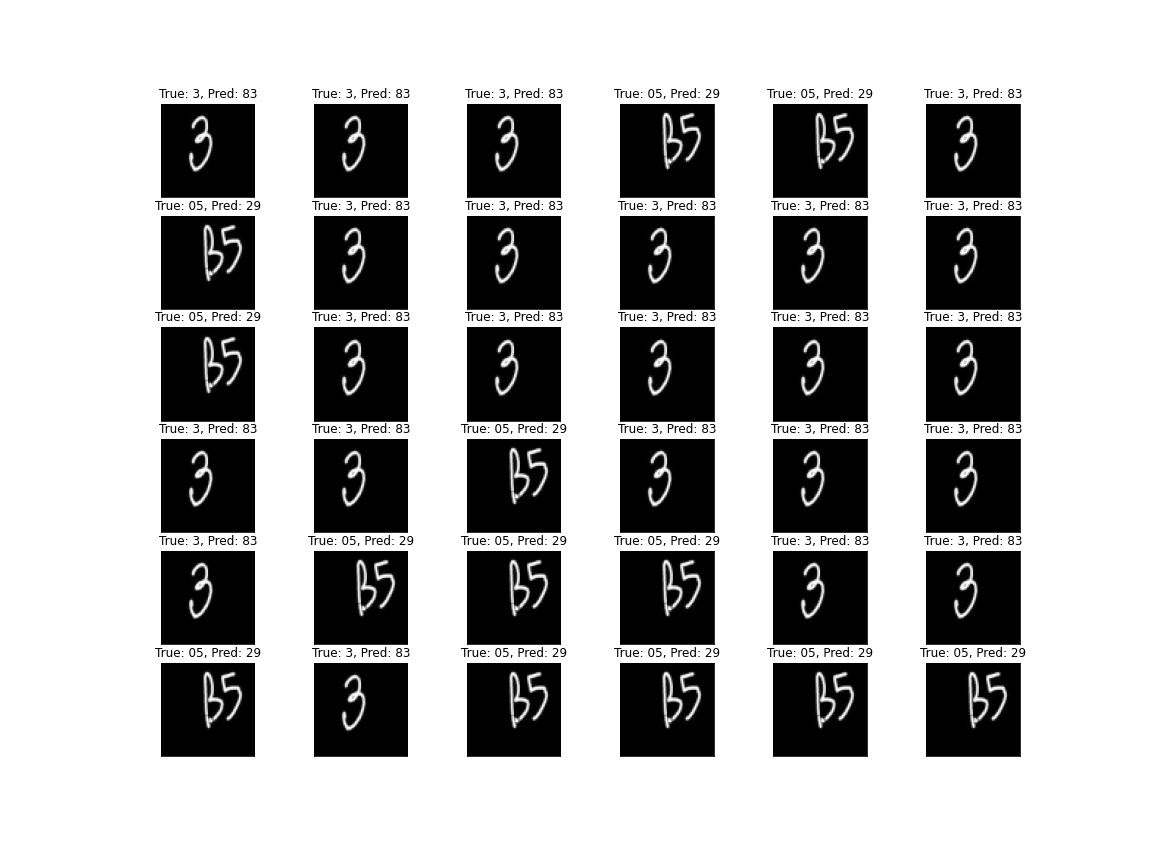 True: 3, Pred: 83 True: 3, Pred: 83 True: 3, Pred: 83 True: 05, Pred: 29 True: 05, Pred: 29 True: 3, Pred: 83
3 3 3 B5 B5 3
True: 05, Pred: 29 True: 3, Pred: 83 True: 3, Pred: 83 True: 3, Pred: 83 True: 3, Pred: 83 True: 3, Pred: 83
B5 3 3 3 3 3
True: 05, Pred: 29 True: 3, Pred: 83 True: 3, Pred: 83 True: 3, Pred: 83 True: 3, Pred: 83 True: 3, Pred: 83
B5 3 3 3 3 3
True: 3, Pred: 83 True: 3, Pred: 83 True: 05, Pred: 29 True: 3, Pred: 83 True: 3, Pred: 83 True: 3, Pred: 83
3 3 B5 3 3 3
True: 3, Pred: 83 True: 05, Pred: 29 True: 05, Pred: 29 True: 05, Pred: 29 True: 3, Pred: 83 True: 3, Pred: 83
3 B5 B5 B5 3 3
True: 05, Pred: 29 True: 3, Pred: 83 True: 05, Pred: 29 True: 05, Pred: 29 True: 05, Pred: 29 True: 05, Pred: 29
B5 3 B5 B5 B5 B5